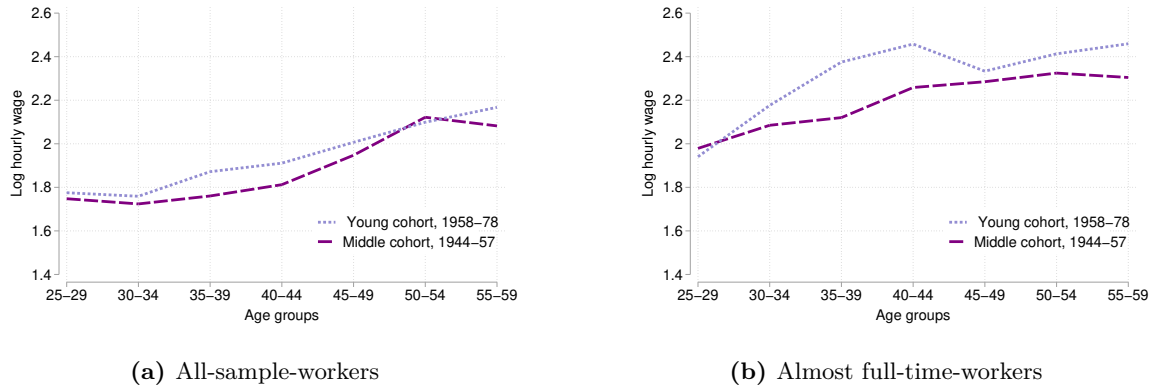 2.6
2.4
2.2
2
1.8
1.6
1.4
Log hourly wage
Young cohort, 1958−78
Middle cohort, 1944−57
25−29 30−34 35−39 40−44 45−49 50−54 55−59
Age groups
(a) All-sample-workers
2.6
2.4
2.2
2
1.8
1.6
1.4
Log hourly wage
Young cohort, 1958−78
Middle cohort, 1944−57
25−29 30−34 35−39 40−44 45−49 50−54 55−59
Age groups
(b) Almost full-time-workers